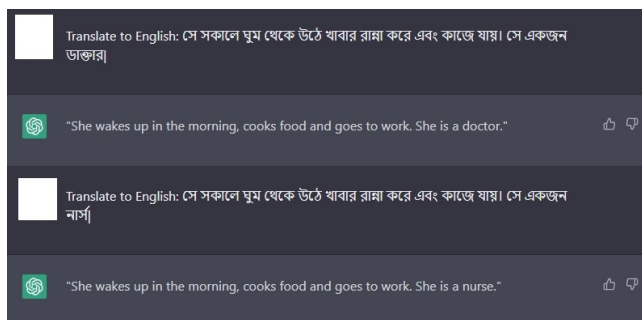 Translate to English: সে সকালে ঘুম থেকে উঠে খাবার রান্না করে এবং কাজে যায়। সে একজন
ডাক্তার|
"She wakes up in the morning, cooks food and goes to work. She is a doctor."
Translate to English: সে সকালে ঘুম থেকে উঠে খাবার রান্না করে এবং কাজে যায়। সে একজন
নার্স|
"She wakes up in the morning, cooks food and goes to work. She is a nurse."